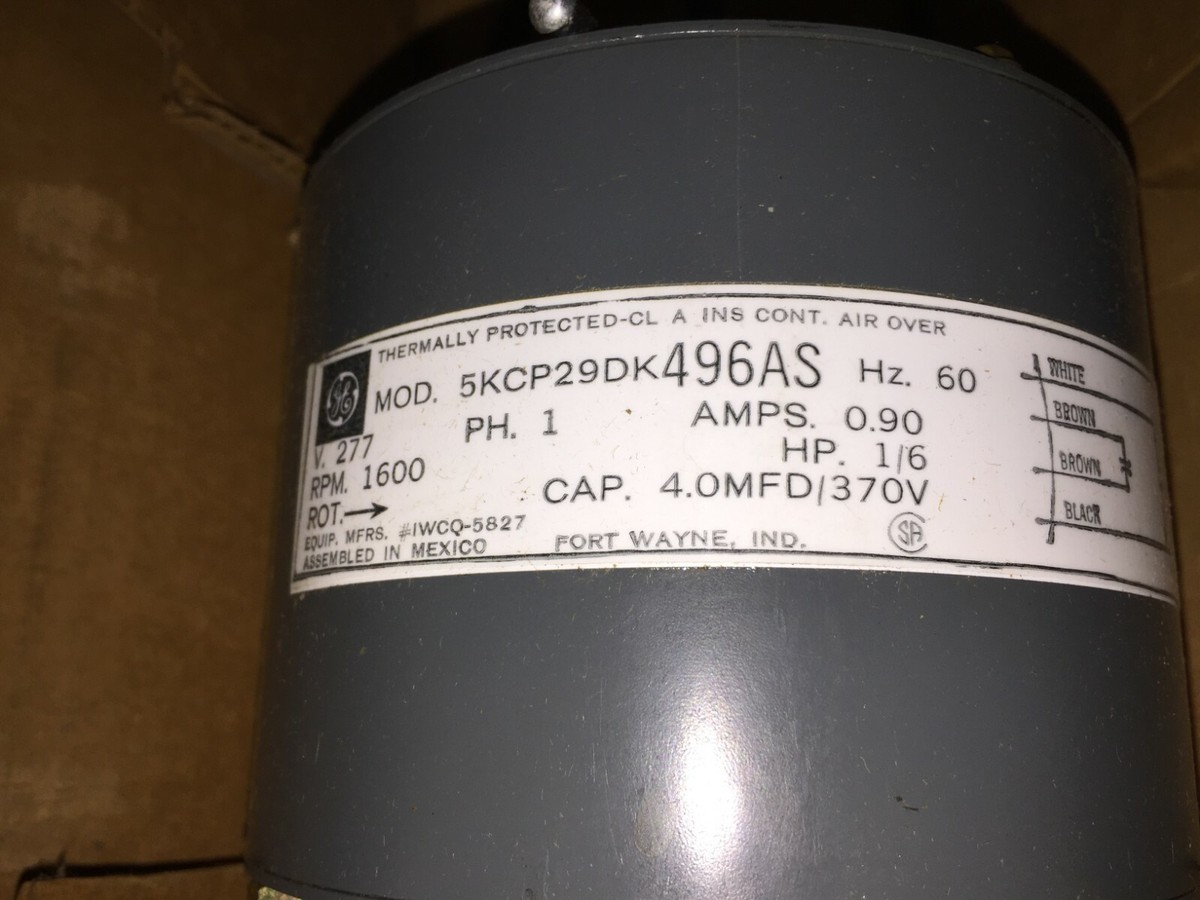 THERMALLY PROTECTED-CL A INS CONT. AIR OVER
GE
MOD. 5KCP29DK496AS Hz. 60
V. 277 PH. 1 AMPS. 0.90
RPM. 1600 HP. 1/6
ROT. → CAP. 4.0MFD/370V
EQUIP. MFRS. #IWCQ-5827
ASSEMBLED IN MEXICO FORT WAYNE, IND. SA
WHITE
BROWN
BROWN
BLACK